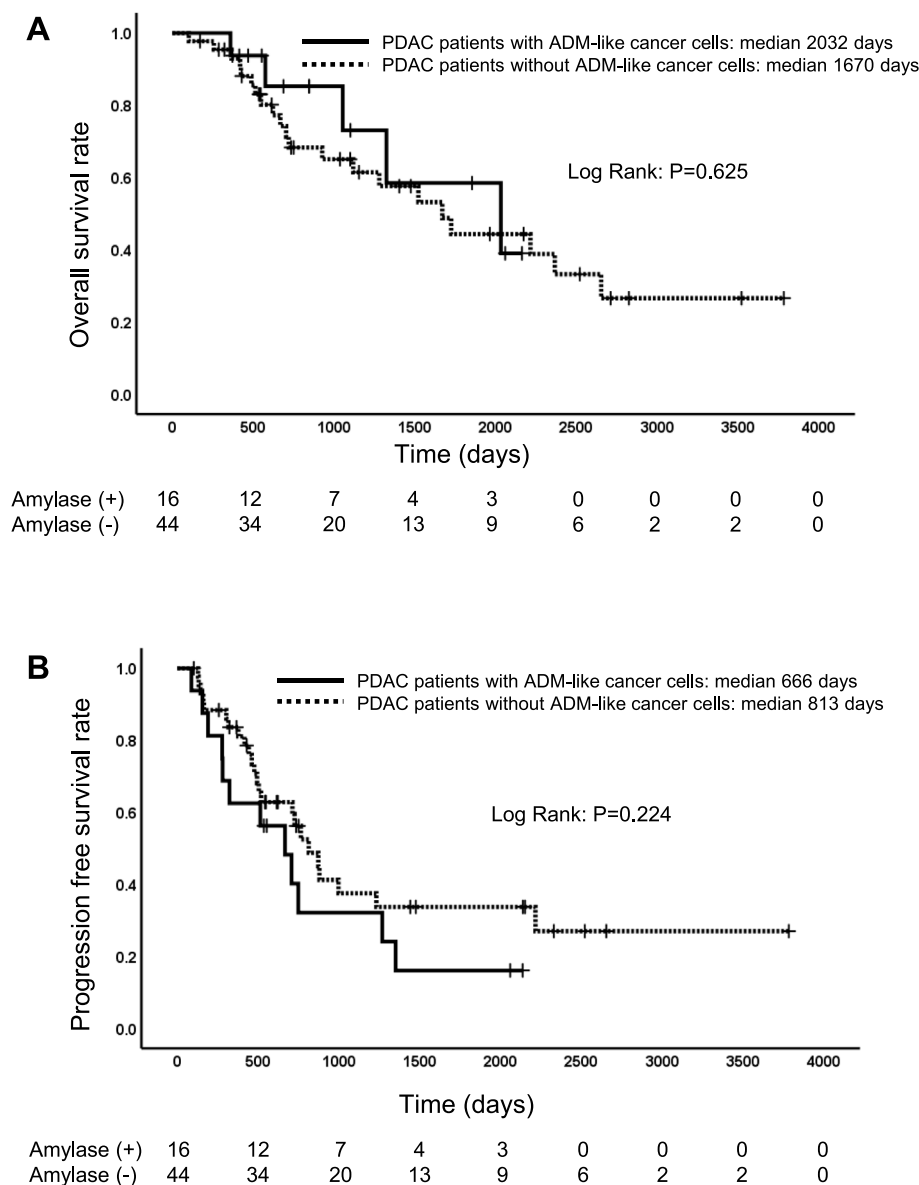 A
PDAC patients with ADM-like cancer cells: median 2032 days
PDAC patients without ADM-like cancer cells: median 1670 days
Log Rank: P=0.625
Overall survival rate
1.0
0.8
0.6
0.4
0.2
0.0
0 500 1000 1500 2000 2500 3000 3500 4000
Time (days)
Amylase (+) 16 12 7 4 3 0 0 0 0
Amylase (-) 44 34 20 13 9 6 2 2 0
B
PDAC patients with ADM-like cancer cells: median 666 days
PDAC patients without ADM-like cancer cells: median 813 days
Log Rank: P=0.224
Progression free survival rate
1.0
0.8
0.6
0.4
0.2
0.0
0 500 1000 1500 2000 2500 3000 3500 4000
Time (days)
Amylase (+) 16 12 7 4 3 0 0 0 0
Amylase (-) 44 34 20 13 9 6 2 2 0